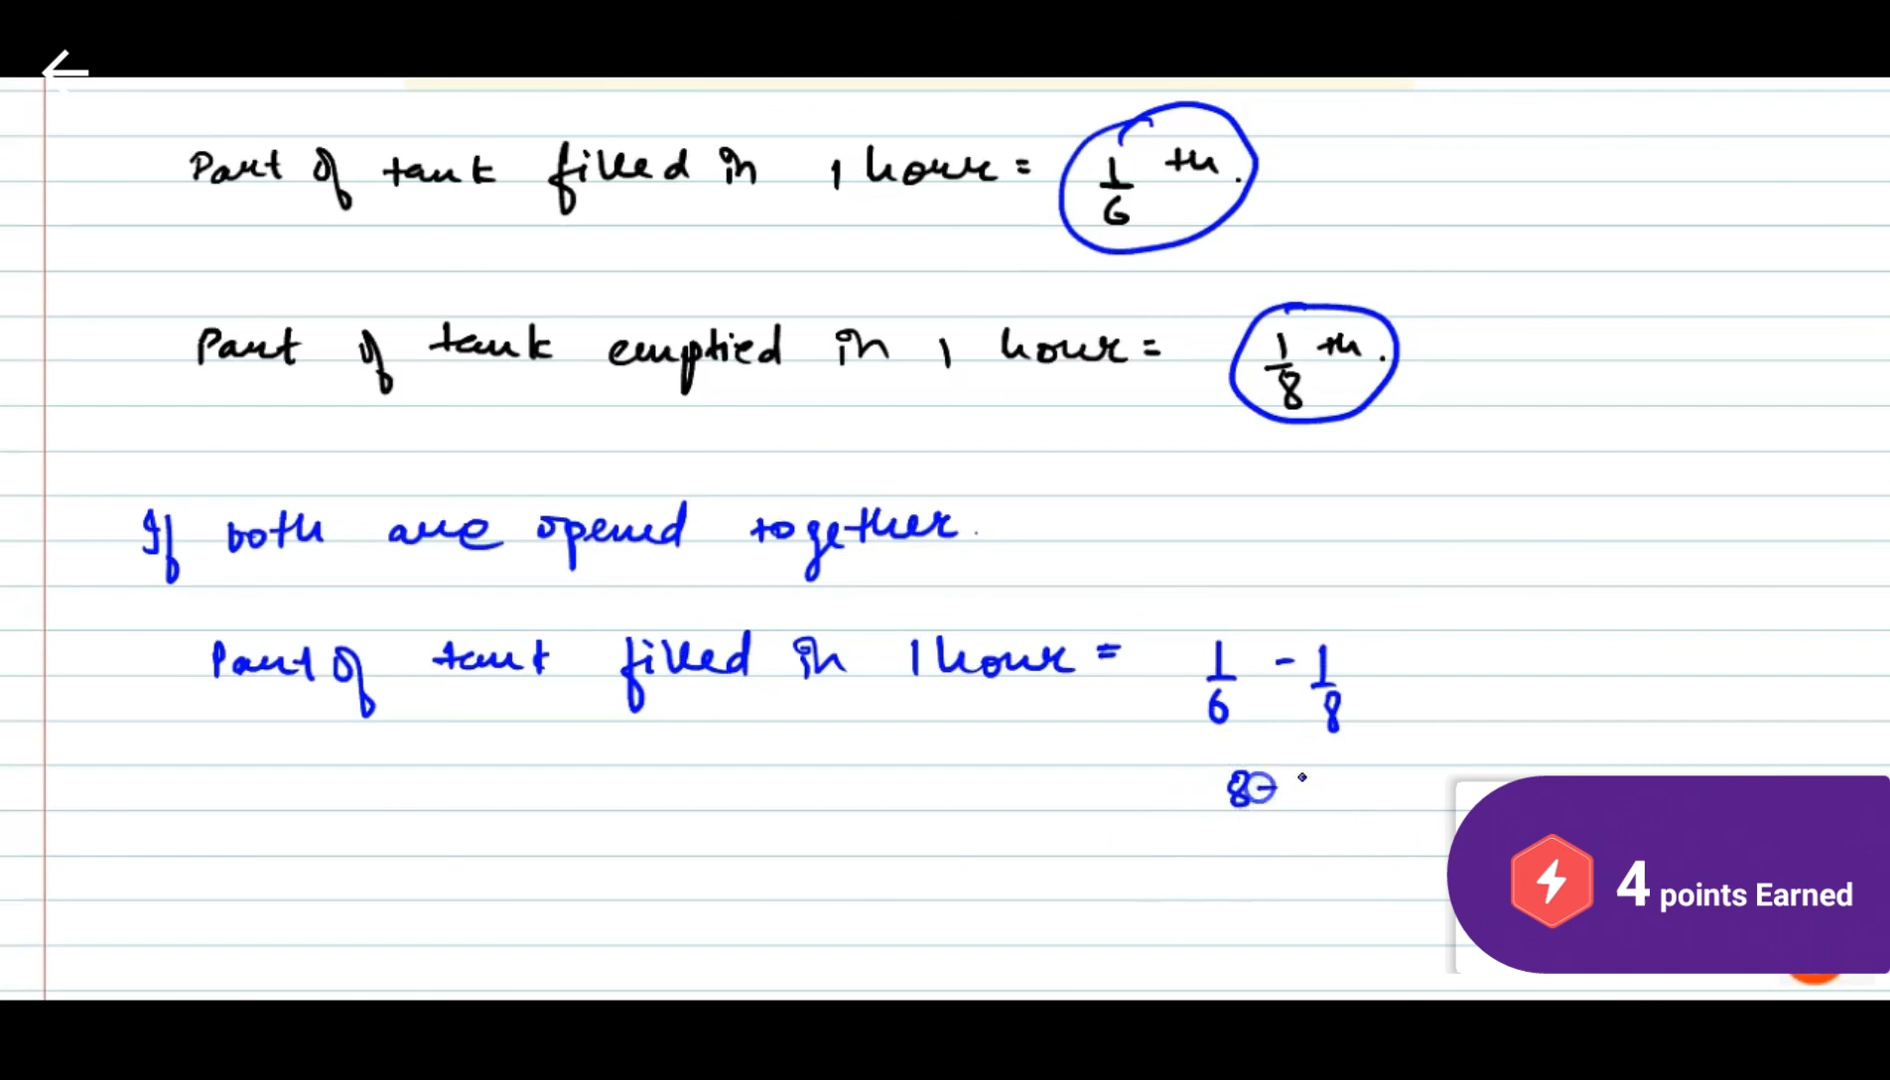 Part of tank filled in 1 hour = 1/6 th.
Part of tank emptied in 1 hour = 1/8 th.
If both are opened together.
Part of tank filled in 1 hour = 1/6 - 1/8
8-
4 points Earned